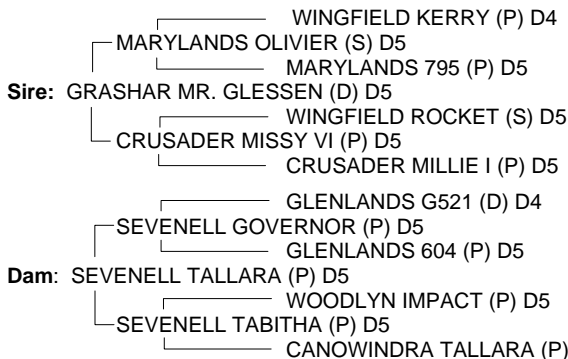 WINGFIELD KERRY (P) D4
MARYLANDS OLIVIER (S) D5
MARYLANDS 795 (P) D5
Sire: GRASHAR MR. GLESSEN (D) D5
WINGFIELD ROCKET (S) D5
CRUSADER MISSY VI (P) D5
CRUSADER MILLIE I (P) D5
GLENLANDS G521 (D) D4
SEVENELL GOVERNOR (P) D5
GLENLANDS 604 (P) D5
Dam: SEVENELL TALLARA (P) D5
WOODLYN IMPACT (P) D5
SEVENELL TABITHA (P) D5
CANOWINDRA TALLARA (P)